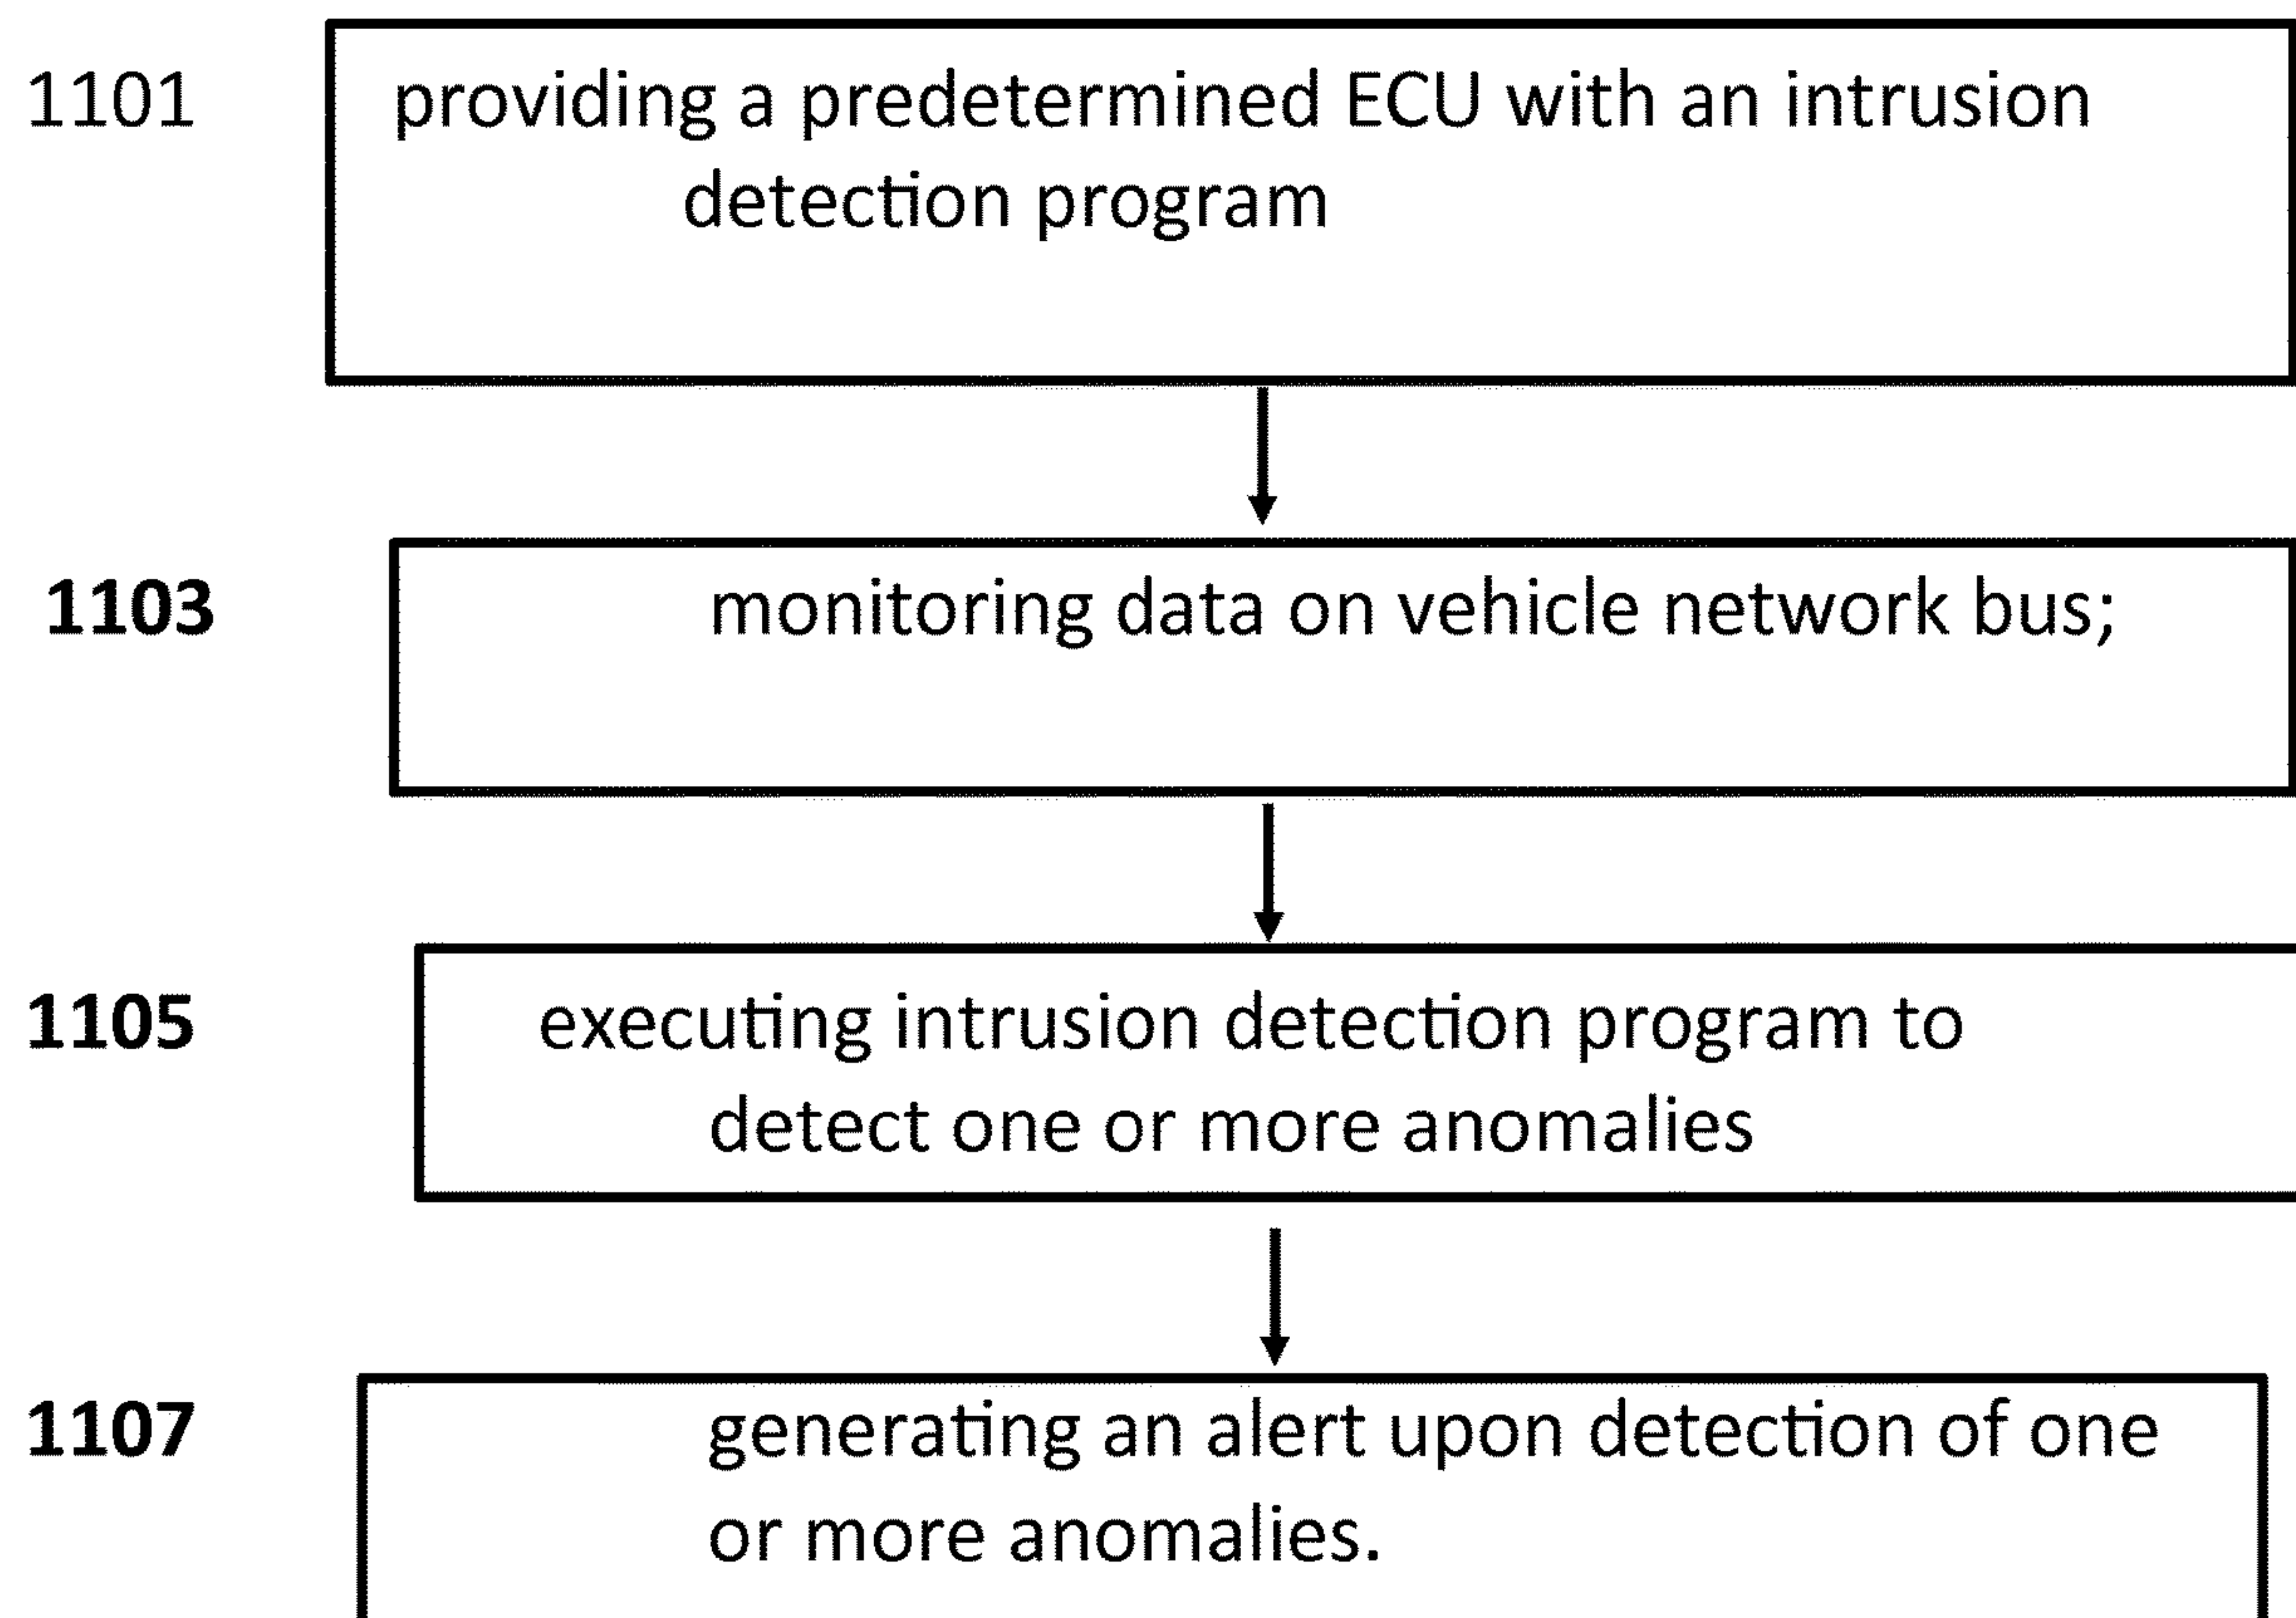 1101
providing a predetermined ECU with an intrusion
detection program
1103
monitoring data on vehicle network bus;
1105
executing intrusion detection program to
detect one or more anomalies
1107
generating an alert upon detection of one
or more anomalies.